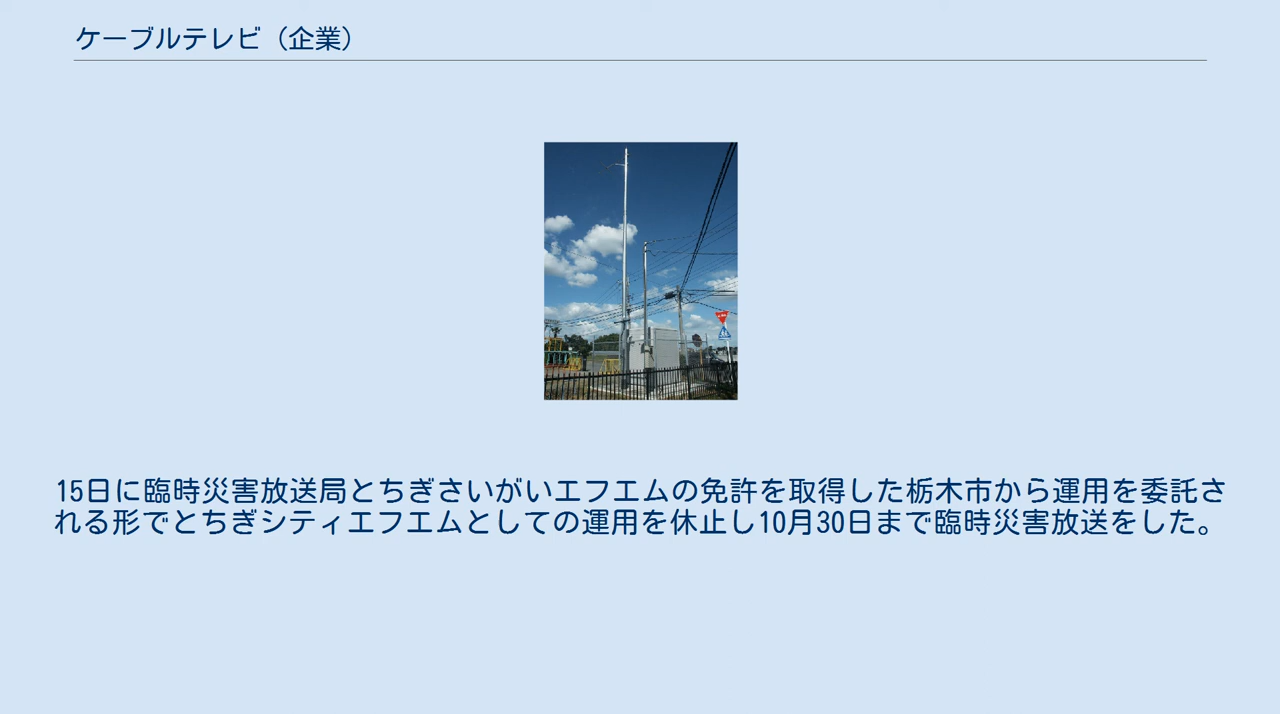 ケーブルテレビ（企業）
15日に臨時災害放送局とちぎさいがいエフエムの免許を取得した栃木市から運用を委託さ
れる形でとちぎシティエフエムとしての運用を休止し10月30日まで臨時災害放送をした。